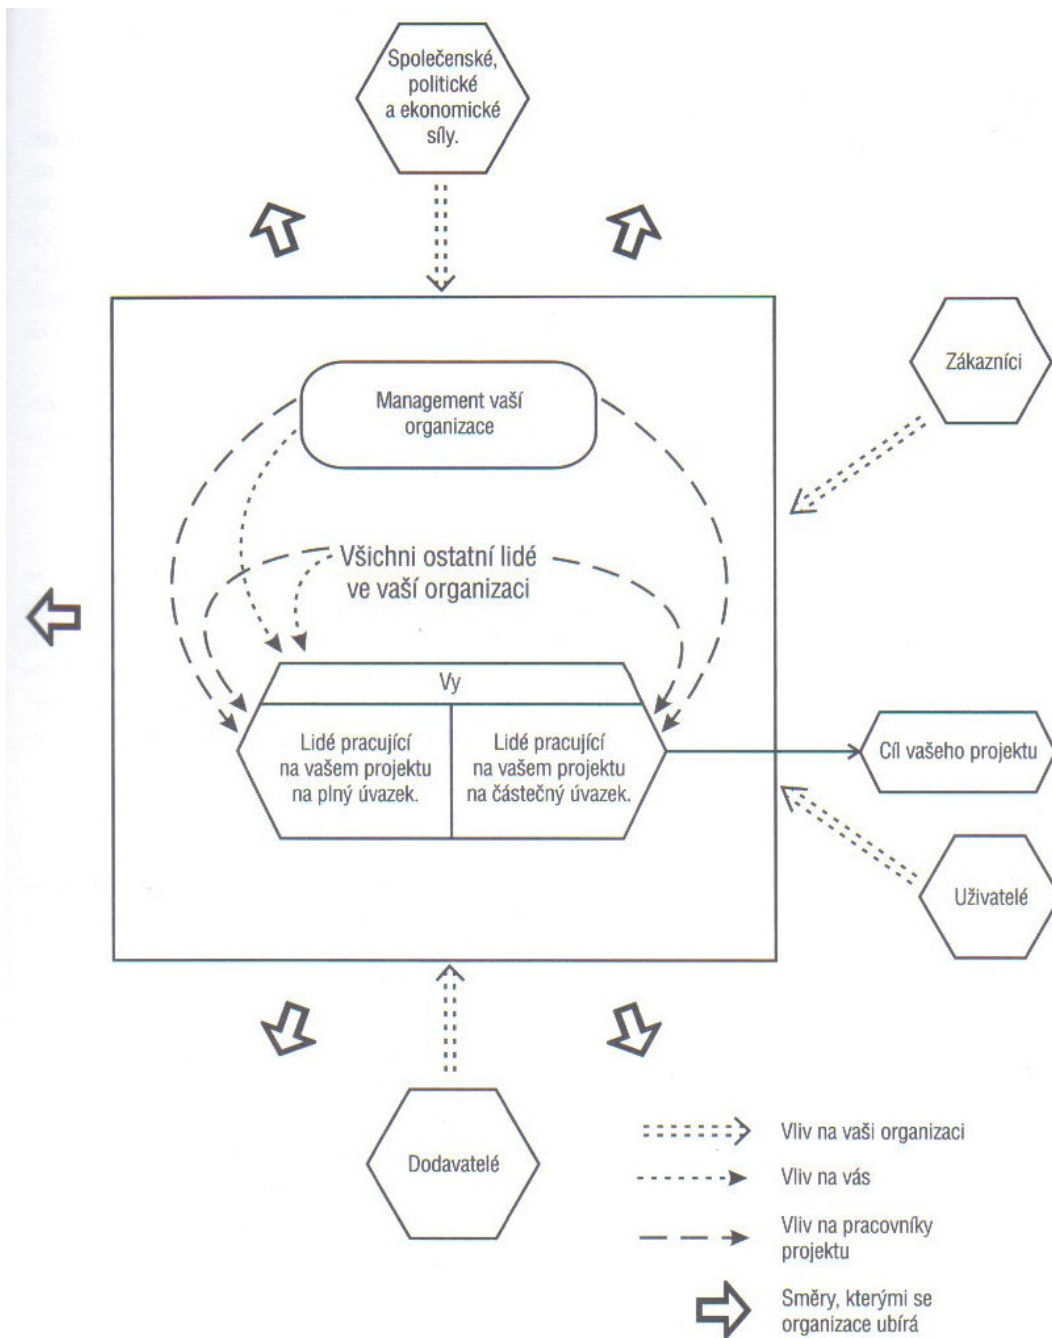 Společenské,
politické
a ekonomické
síly.
Zákazníci
Management vaší
organizace
Všichni ostatní lidé
ve vaší organizaci
Vy
Lidé pracující
na vašem projektu
na plný úvazek.
Lidé pracující
na vašem projektu
na částečný úvazek.
Cíl vašeho projektu
Uživatelé
Dodavatelé
Vliv na vaši organizaci
Vliv na vás
Vliv na pracovníky
projektu
Směry, kterými se
organizace ubírá